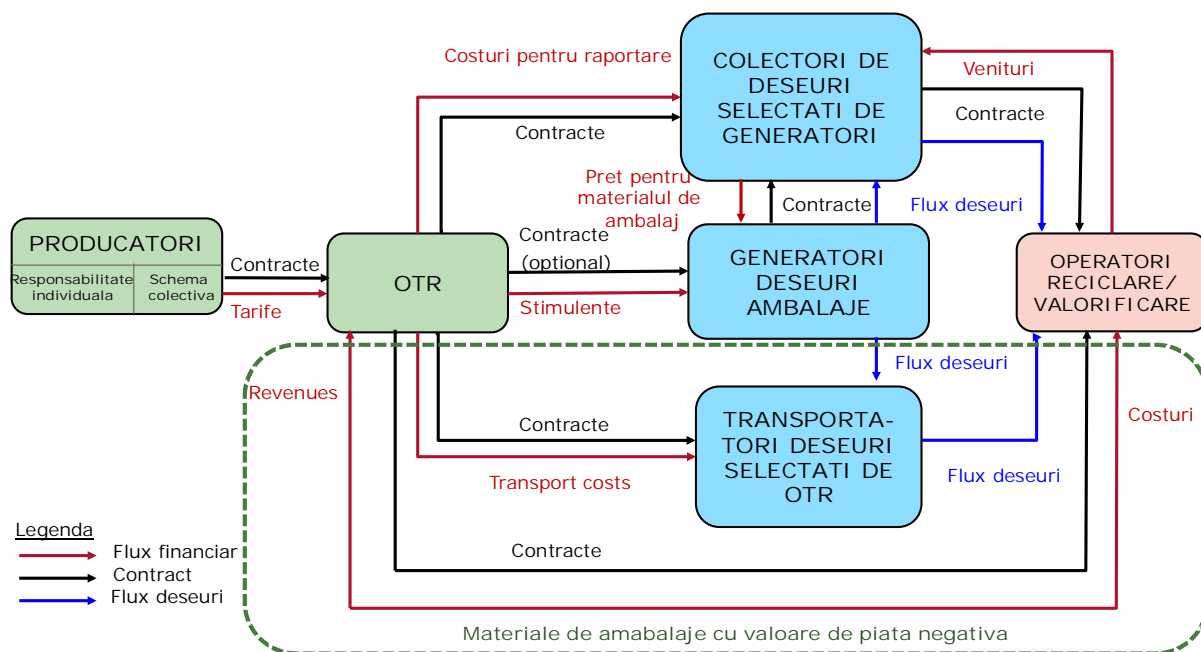 Costuri pentru raportare
COLECTORI DE
DESEURI
SELECTATI DE
GENERATORI
Venituri
Contracte
Contracte
Pret pentru
materialul de
ambalaj
Contracte
Flux deseuri
PRODUCATORI
Responsabilitate
individuala
Schema
colectiva
Contracte
Tarife
OTR
Contracte
(optional)
Stimulente
GENERATORI
DESEURI
AMBALAJE
OPERATORI
RECICLARE/
VALORIFICARE
Flux deseuri
Revenues
Contracte
Transport costs
TRANSPORTA-
TORI DESEURI
SELECTATI DE
OTR
Flux deseuri
Costuri
Legenda
Flux financiar
Contract
Flux deseuri
Contracte
Materiale de amabalaje cu valoare de piata negativa